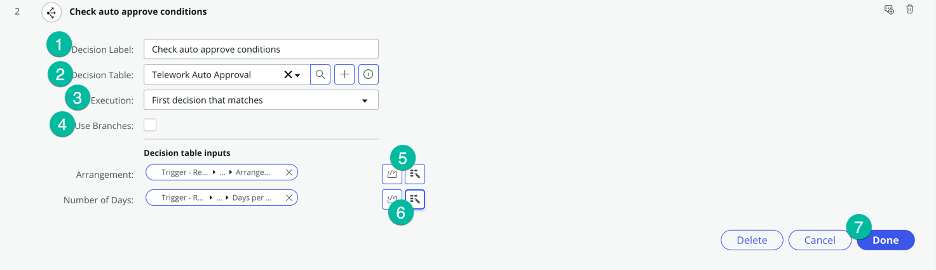 2 Check auto approve conditions
1 Decision Label: Check auto approve conditions
2 Decision Table: Telework Auto Approval
3 Execution: First decision that matches
4 Use Branches:
Decision table inputs
5
Arrangement: Trigger - Re... ▸ ... ▸ Arrange...
Number of Days: Trigger - R... ▸ ... ▸ Days per ...
6
7
Delete Cancel Done